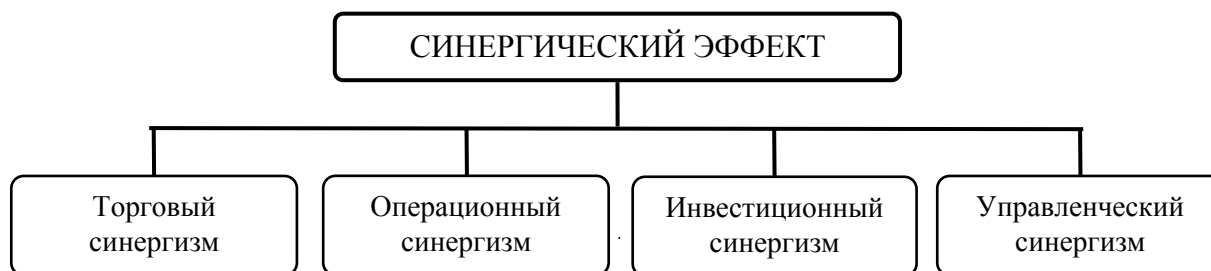 СИНЕРГИЧЕСКИЙ ЭФФЕКТ
Торговый
синергизм
Операционный
синергизм
Инвестиционный
синергизм
Управленческий
синергизм